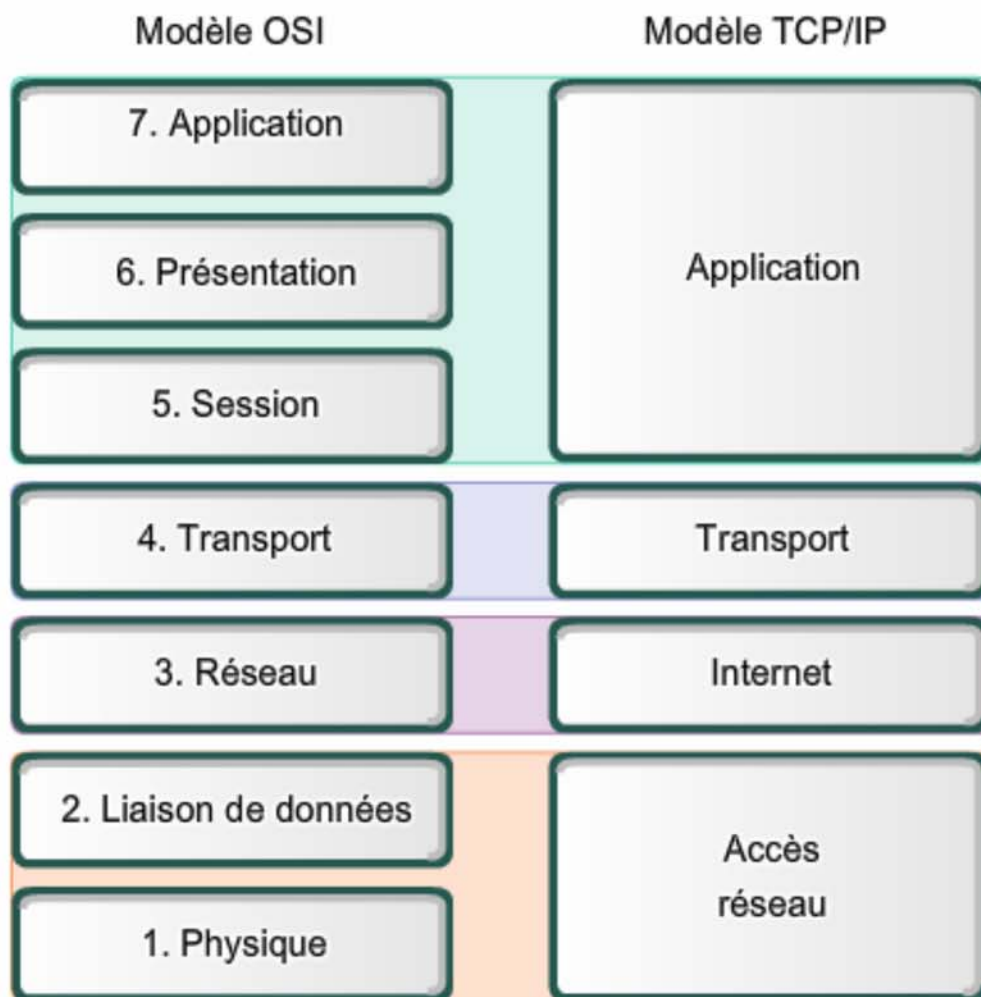 Modèle OSI
Modèle TCP/IP
7. Application
6. Présentation
5. Session
4. Transport
3. Réseau
2. Liaison de données
1. Physique
Application
Transport
Internet
Accès
réseau